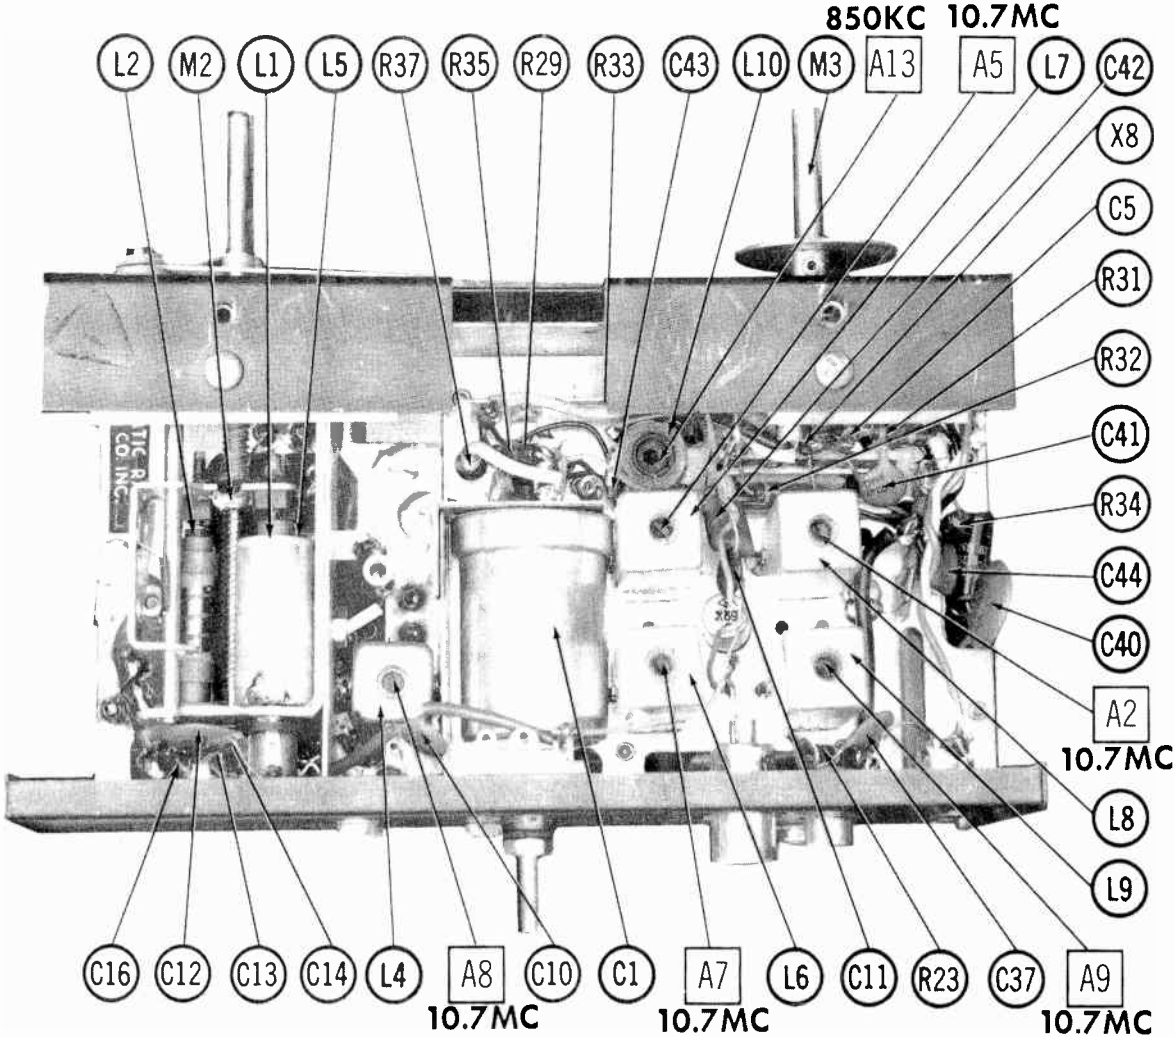 850KC 10.7MC
L2 M2 L1 L5 R37 R35 R29 R33 C43 L10 M3 A13 A5 L7 C42
X8
C5
R31
R32
C41
R34
C44
C40
A2
10.7MC
L8
L9
C16 C12 C13 C14 L4 A8 C10 C1 A7 L6 C11 R23 C37 A9
10.7MC 10.7MC 10.7MC
CO. INC.